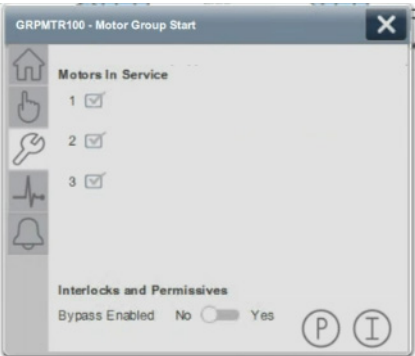 GRPMTR100 - Motor Group Start
Motors In Service
1
2
3
Interlocks and Permissives
Bypass Enabled No Yes
P I